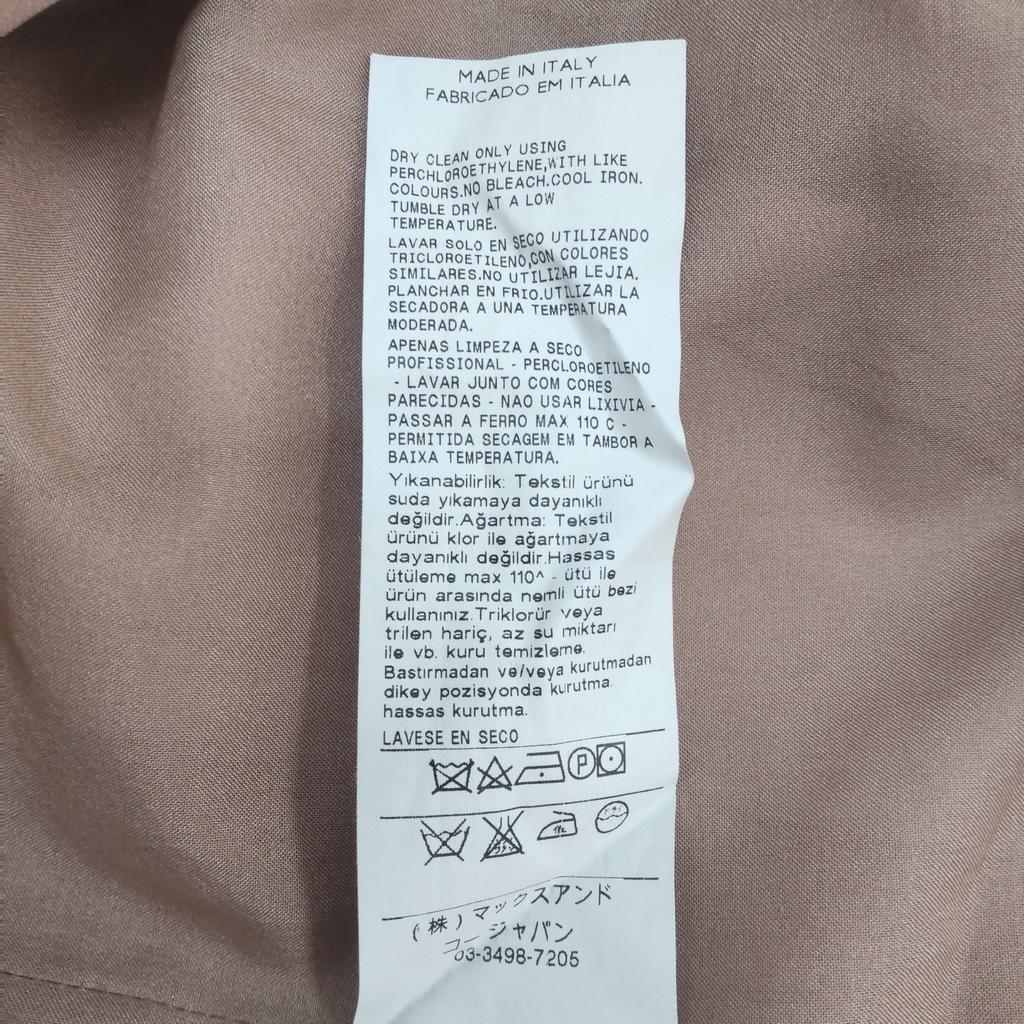 MADE IN ITALY
FABRICADO EM ITALIA
DRY CLEAN ONLY USING
PERCHLOROETHYLENE,WITH LIKE
COLOURS.NO BLEACH.COOL IRON.
TUMBLE DRY AT A LOW
TEMPERATURE.
LAVAR SOLO EN SECO UTILIZANDO
TRICLOROETILENO,CON COLORES
SIMILARES.NO UTILIZAR LEJIA.
PLANCHAR EN FRIO.UTILIZAR LA
SECADORA A UNA TEMPERATURA
MODERADA.
APENAS LIMPEZA A SECO
PROFISSIONAL - PERCLOROETILENO
- LAVAR JUNTO COM CORES
PARECIDAS - NAO USAR LIXIVIA -
PASSAR A FERRO MAX 110 C -
PERMITIDA SECAGEM EM TAMBOR A
BAIXA TEMPERATURA.
Yıkanabilirlik: Tekstil ürünü
suda yıkamaya dayanıklı
değildir.Ağartma: Tekstil
ürünü klor ile ağartmaya
dayanıklı değildir.Hassas
ütüleme max 110^ - ütü ile
ürün arasında nemli ütü bezi
kullanınız.Triklorür veya
trilen hariç, az su miktarı
ile vb. kuru temizleme.
Bastırmadan ve/veya kurutmadan
dikey pozisyonda kurutma.
hassas kurutma.
LAVESE EN SECO
P
(株)マックスアンド
コージャパン
03-3498-7205